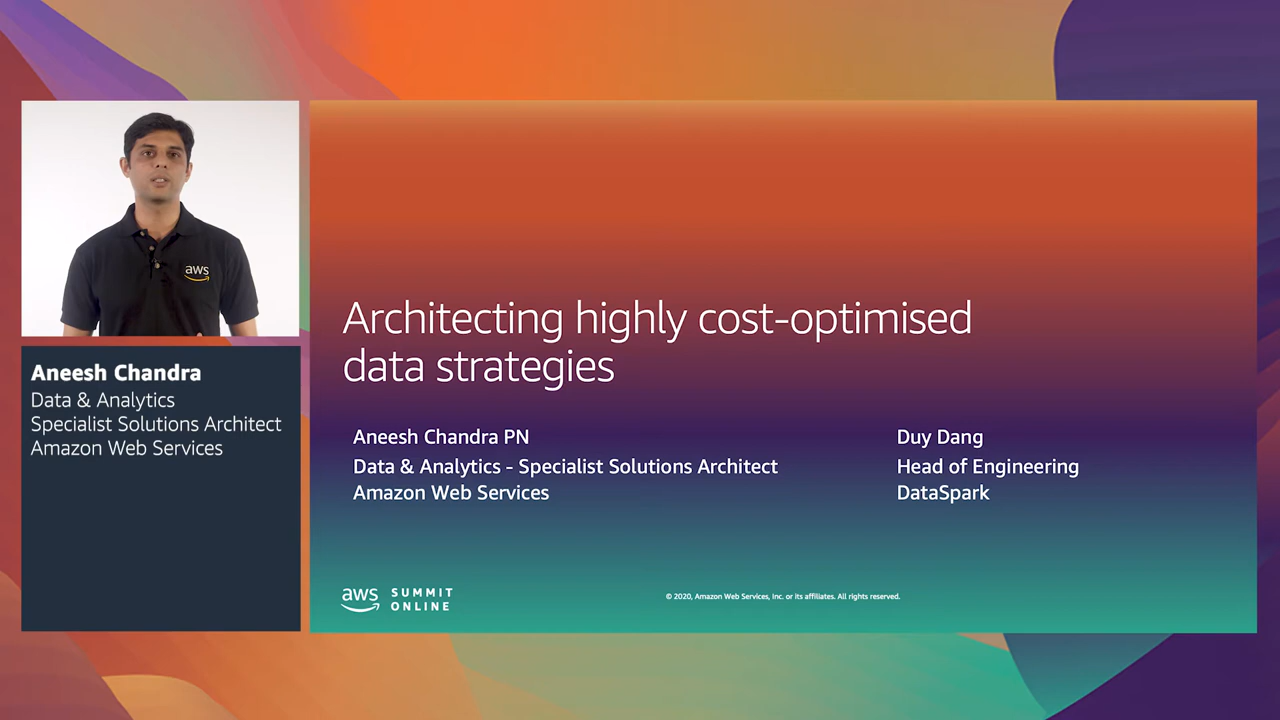 aws
Aneesh Chandra
Data & Analytics
Specialist Solutions Architect
Amazon Web Services
Architecting highly cost-optimised
data strategies
Aneesh Chandra PN
Data & Analytics - Specialist Solutions Architect
Amazon Web Services
Duy Dang
Head of Engineering
DataSpark
aws SUMMIT
ONLINE
© 2020, Amazon Web Services, Inc. or its affiliates. All rights reserved.